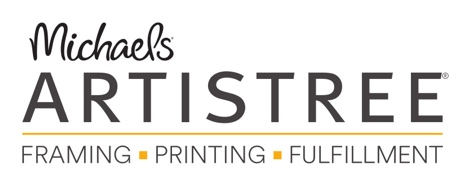 Michaels®
ARTISTREE®
FRAMING ▪ PRINTING ▪ FULFILLMENT